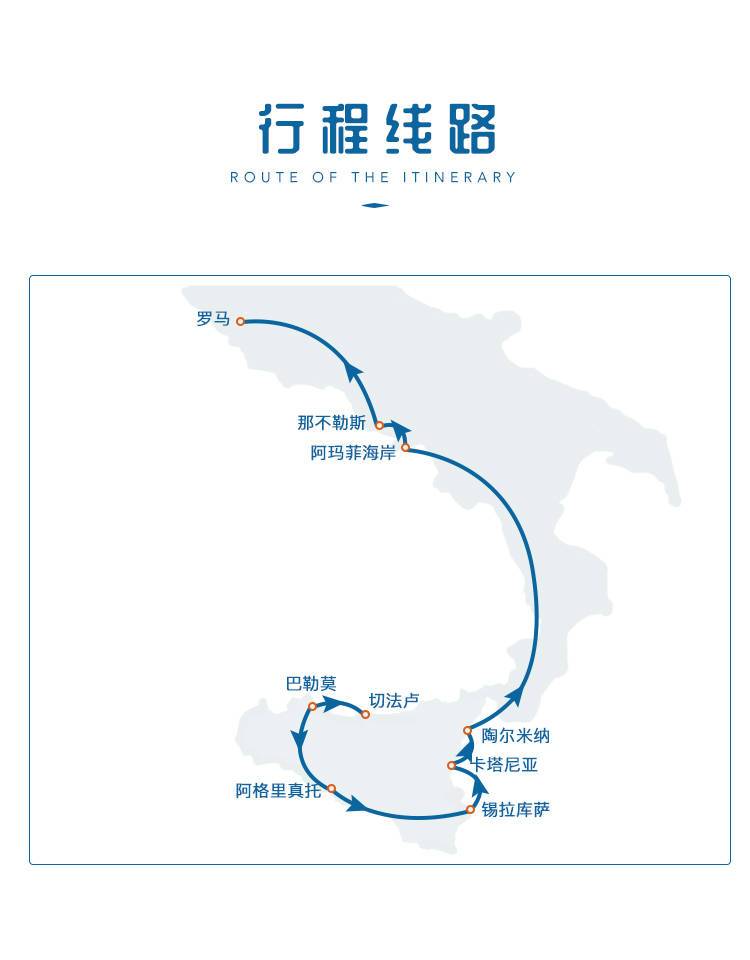 行程线路
ROUTE OF THE ITINERARY
罗马
那不勒斯
阿玛菲海岸
巴勒莫
切法卢
陶尔米纳
卡塔尼亚
阿格里真托
锡拉库萨